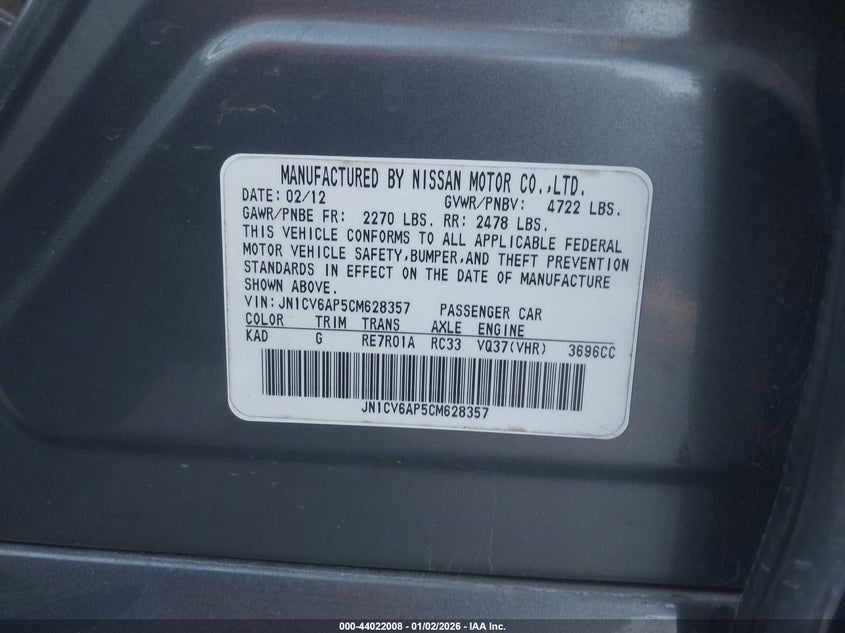 MANUFACTURED BY NISSAN MOTOR CO.,LTD.
DATE: 02/12 GVWR/PNBV: 4722 LBS.
GAWR/PNBE FR: 2270 LBS. RR: 2478 LBS.
THIS VEHICLE CONFORMS TO ALL APPLICABLE FEDERAL
MOTOR VEHICLE SAFETY,BUMPER,AND THEFT PREVENTION
STANDARDS IN EFFECT ON THE DATE OF MANUFACTURE
SHOWN ABOVE.
VIN:JN1CV6AP5CM628357 PASSENGER CAR
COLOR TRIM TRANS AXLE ENGINE
KAD G RE7R01A RC33 VQ37(VHR) 3696CC
JN1CV6AP5CM628357
000-44022008 - 01/02/2026 - IAA Inc.